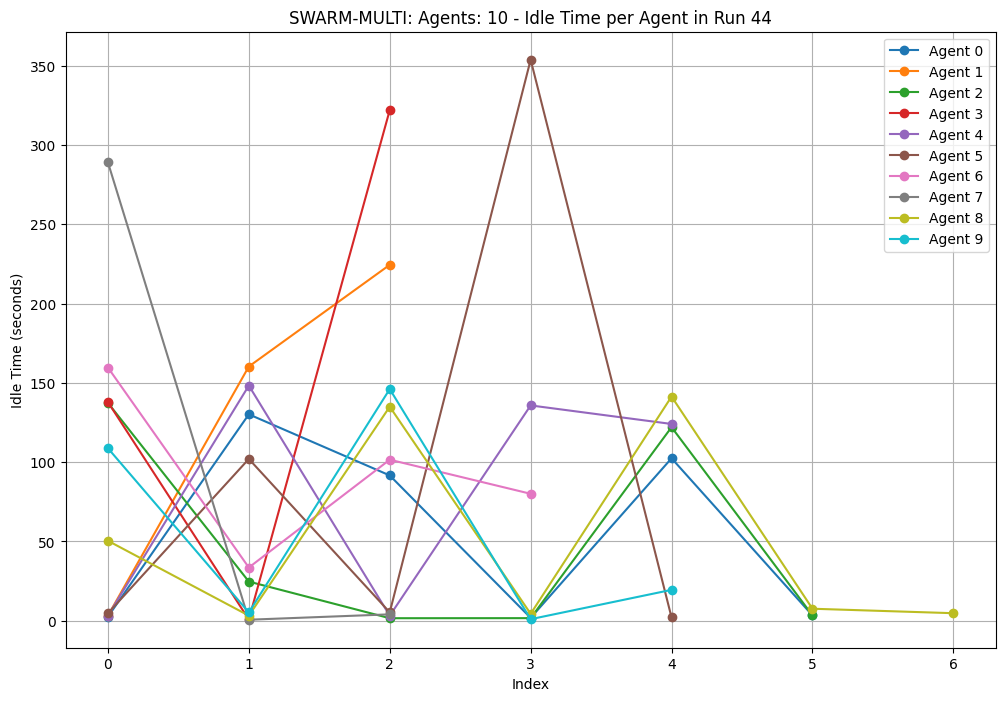 SWARM-MULTI: Agents: 10 - Idle Time per Agent in Run 44
Idle Time (seconds)
350
300
250
200
150
100
50
0
0 1 2 3 4 5 6
Index
Agent 0
Agent 1
Agent 2
Agent 3
Agent 4
Agent 5
Agent 6
Agent 7
Agent 8
Agent 9